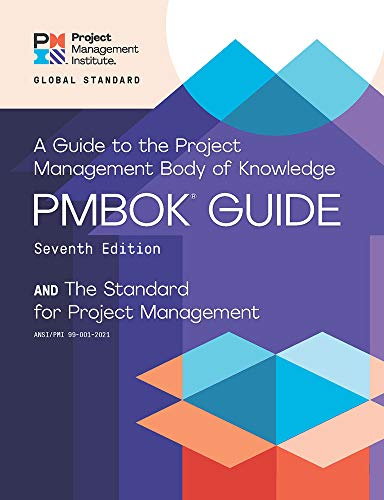 PM
Project
Management
Institute.
GLOBAL STANDARD
A Guide to the Project
Management Body of Knowledge
PMBOK® GUIDE
Seventh Edition
AND The Standard
for Project Management
ANSI/PMI 99-001-2021